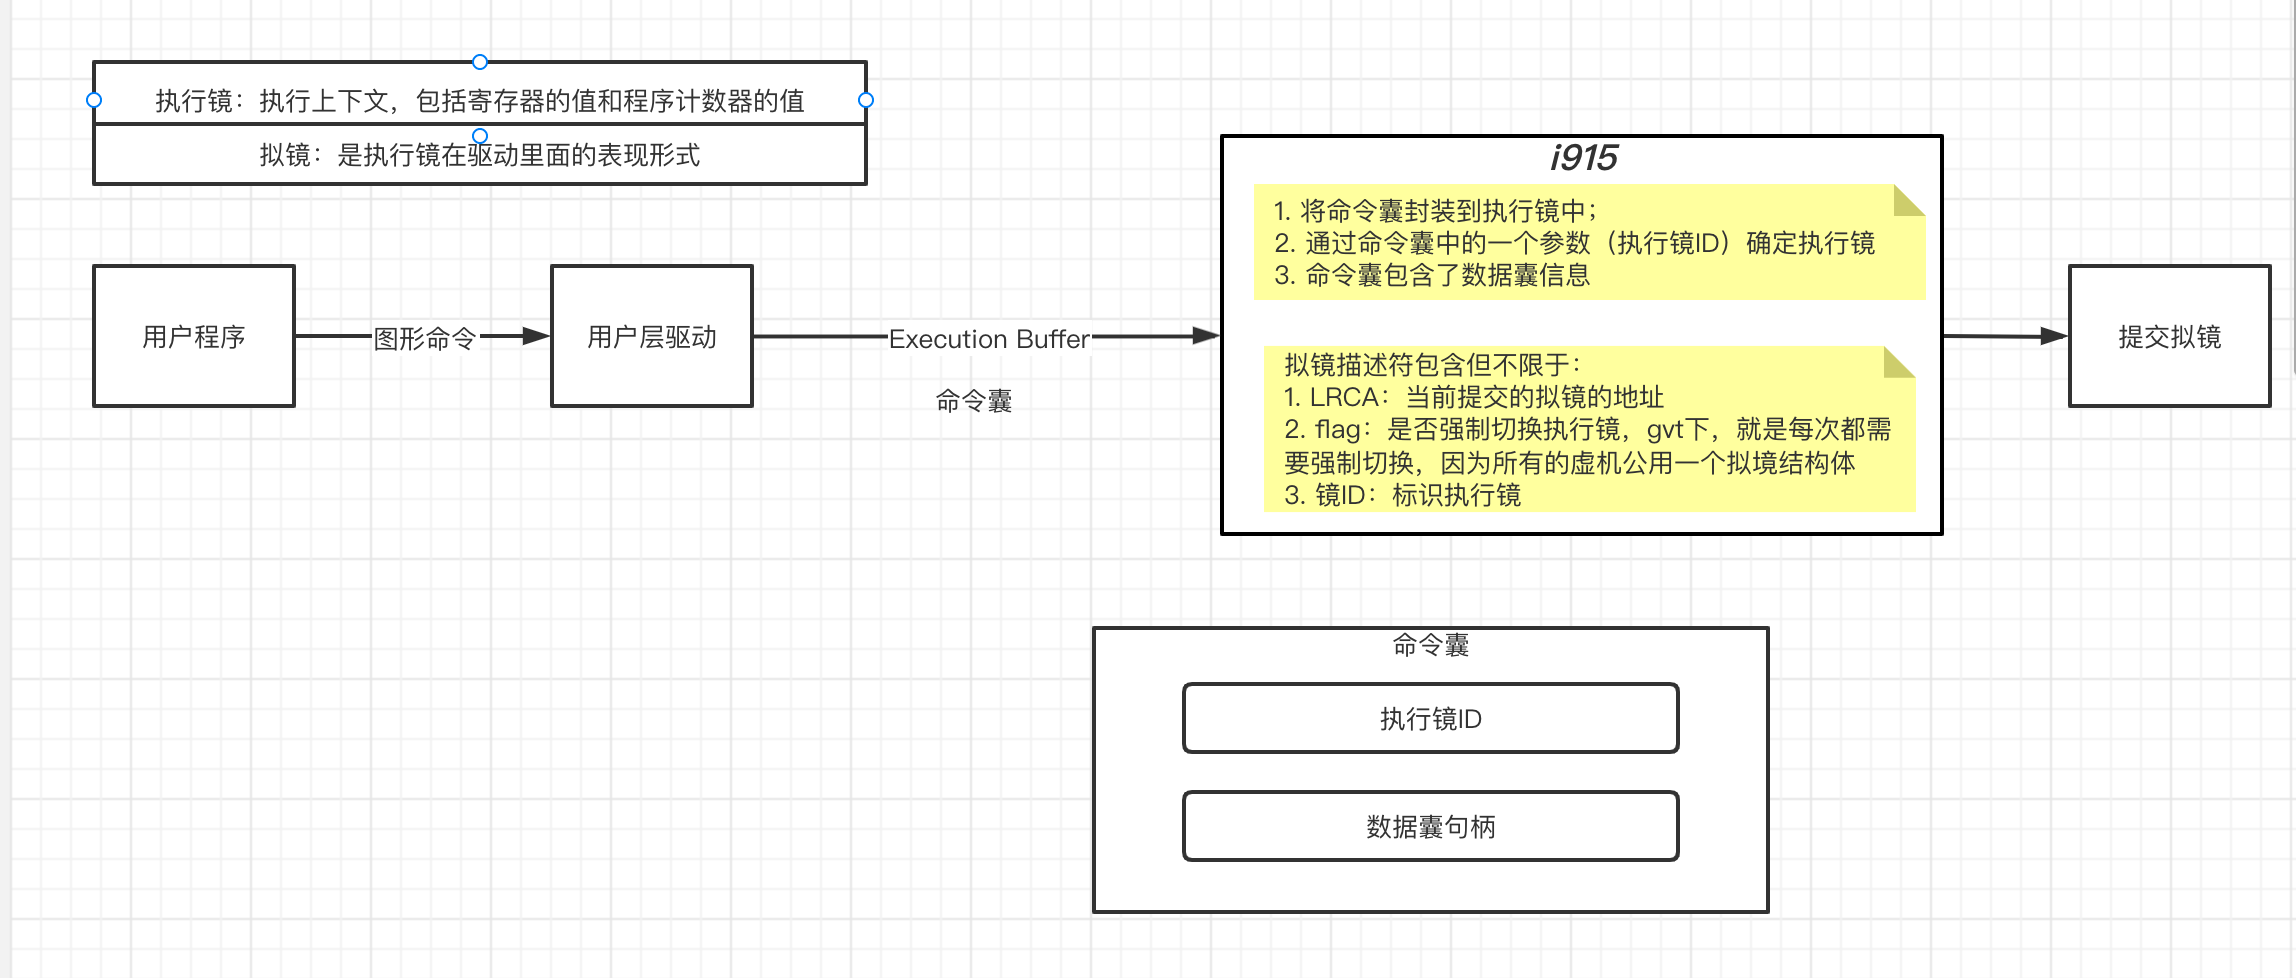 执行镜：执行上下文，包括寄存器的值和程序计数器的值
拟镜：是执行镜在驱动里面的表现形式
用户程序
图形命令
用户层驱动
Execution Buffer
命令囊
i915
1. 将命令囊封装到执行镜中；
2. 通过命令囊中的一个参数（执行镜ID）确定执行镜
3. 命令囊包含了数据囊信息
拟镜描述符包含但不限于：
1. LRCA：当前提交的拟镜的地址
2. flag：是否强制切换执行镜，gvt下，就是每次都需
要强制切换，因为所有的虚机公用一个拟境结构体
3. 镜ID：标识执行镜
提交拟镜
命令囊
执行镜ID
数据囊句柄